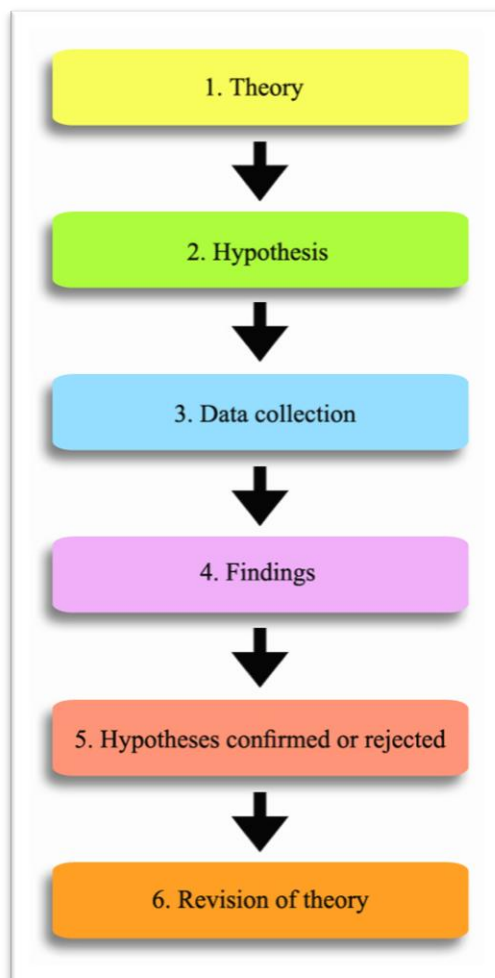 1. Theory
2. Hypothesis
3. Data collection
4. Findings
5. Hypotheses confirmed or rejected
6. Revision of theory